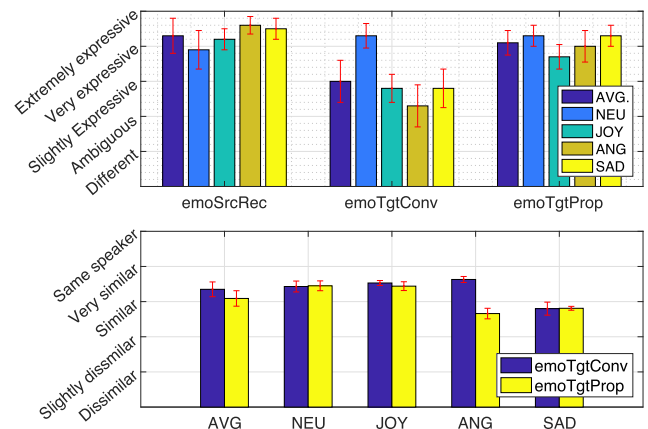 Extremely expressive
Very expressive
Slightly Expressive
Ambiguous
Different
AVG.
NEU
JOY
ANG
SAD
emoSrcRec emoTgtConv emoTgtProp
Same speaker
Very similar
Similar
Slightly dissmilar
Dissimilar
emoTgtConv
emoTgtProp
AVG NEU JOY ANG SAD